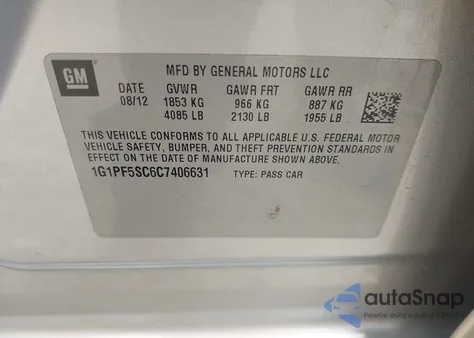 GM
MFD BY GENERAL MOTORS LLC
DATE GVWR GAWR FRT GAWR RR
08/12 1853 KG 966 KG 887 KG
4085 LB 2130 LB 1955 LB
THIS VEHICLE CONFORMS TO ALL APPLICABLE U.S. FEDERAL MOTOR
VEHICLE SAFETY, BUMPER, AND THEFT PREVENTION STANDARDS IN
EFFECT ON THE DATE OF MANUFACTURE SHOWN ABOVE.
1G1PF5SC6C7406631 TYPE: PASS CAR
autoSnap